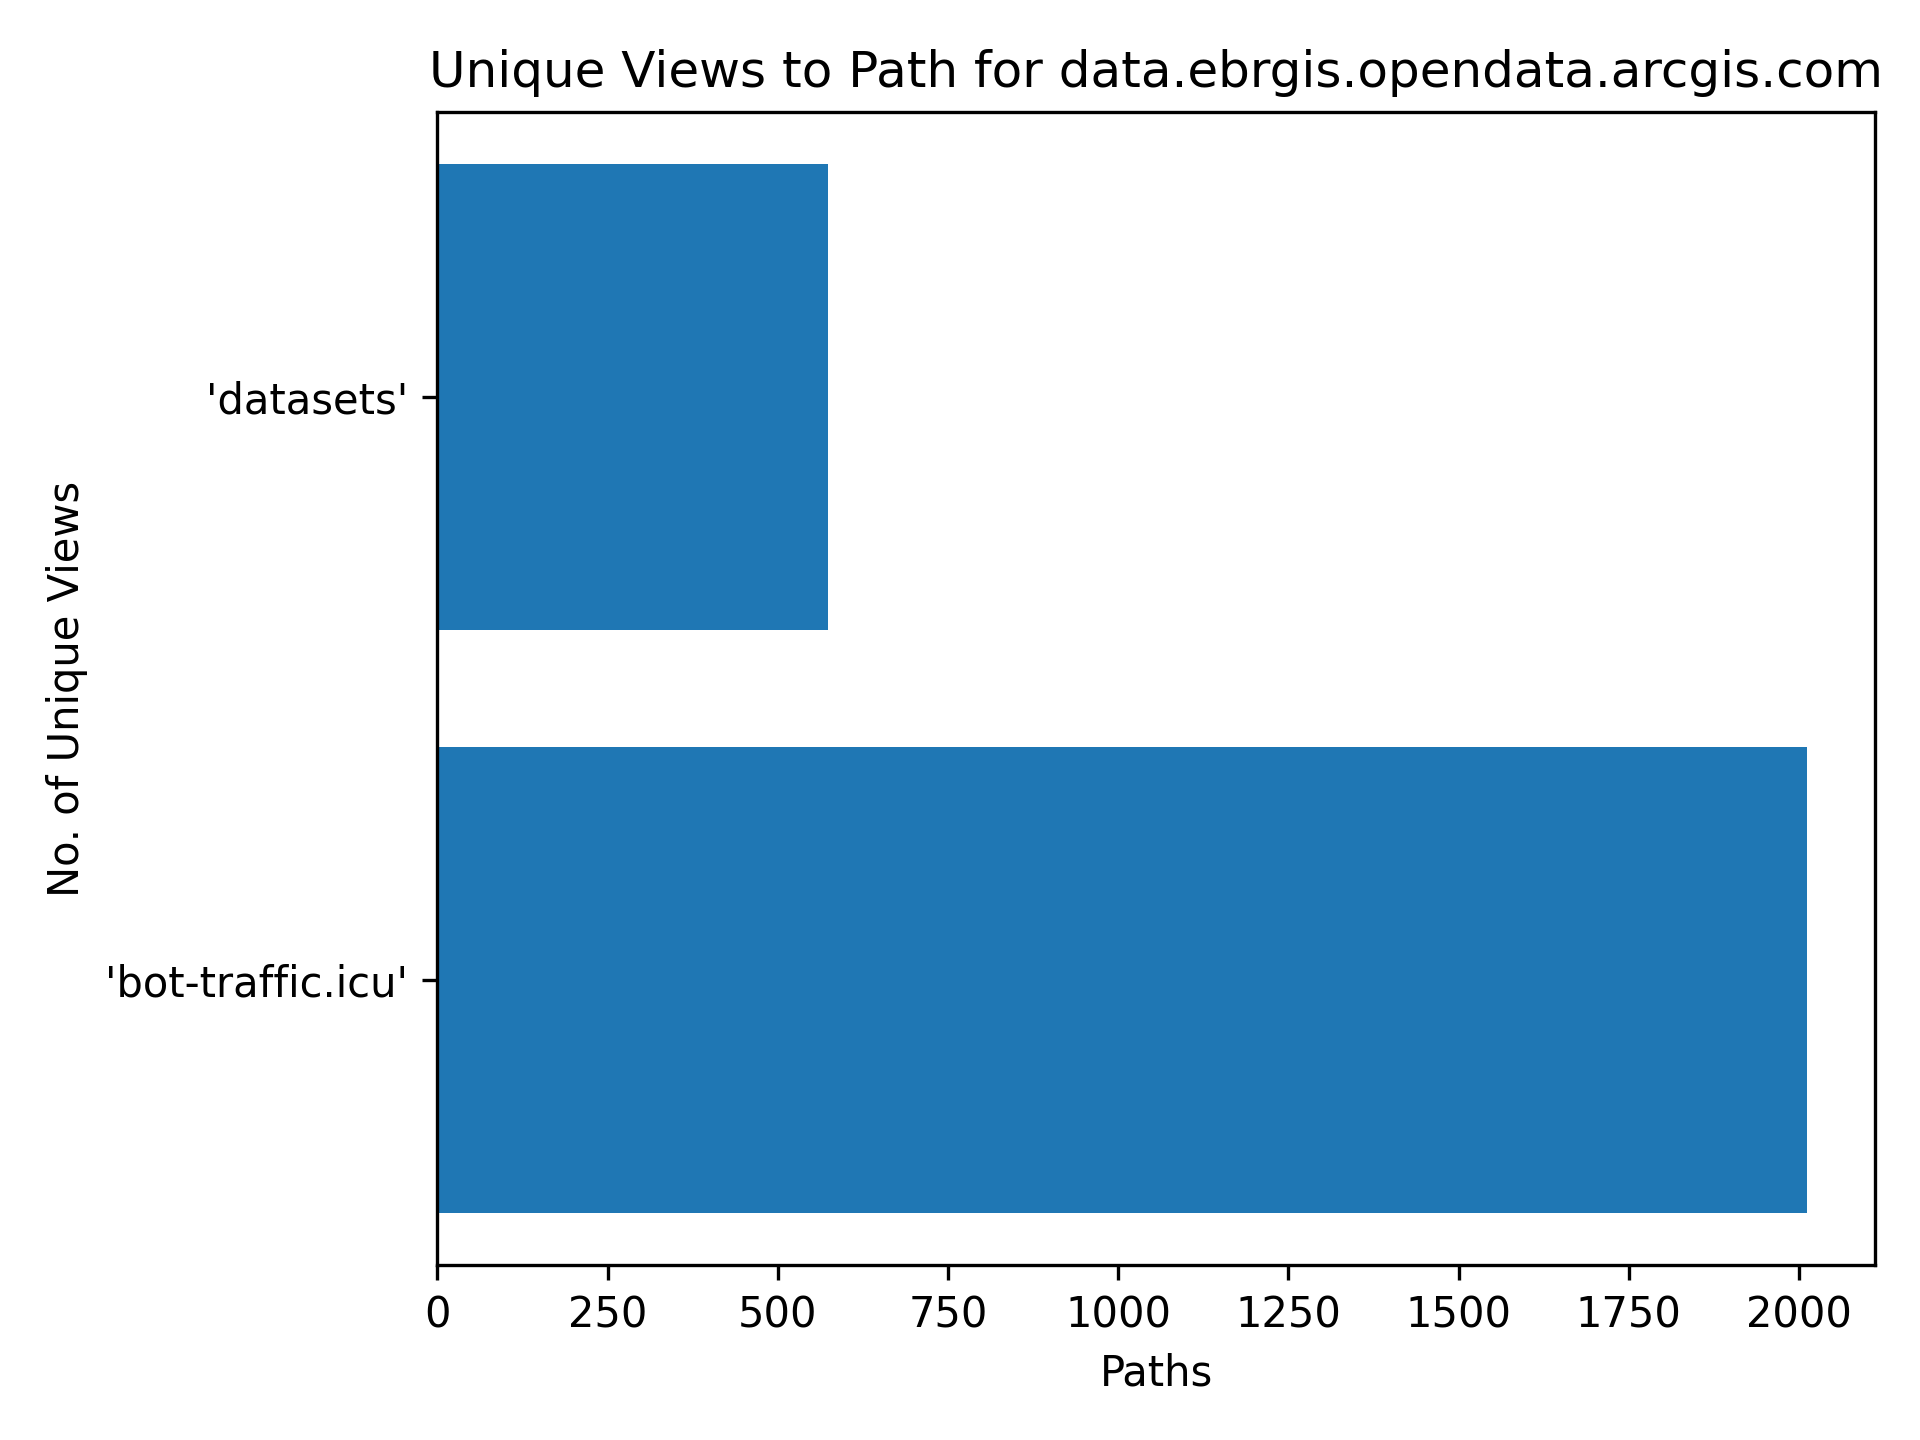 Unique Views to Path for data.ebrgis.opendata.arcgis.com
'datasets'
No. of Unique Views
'bot-traffic.icu'
0 250 500 750 1000 1250 1500 1750 2000
Paths